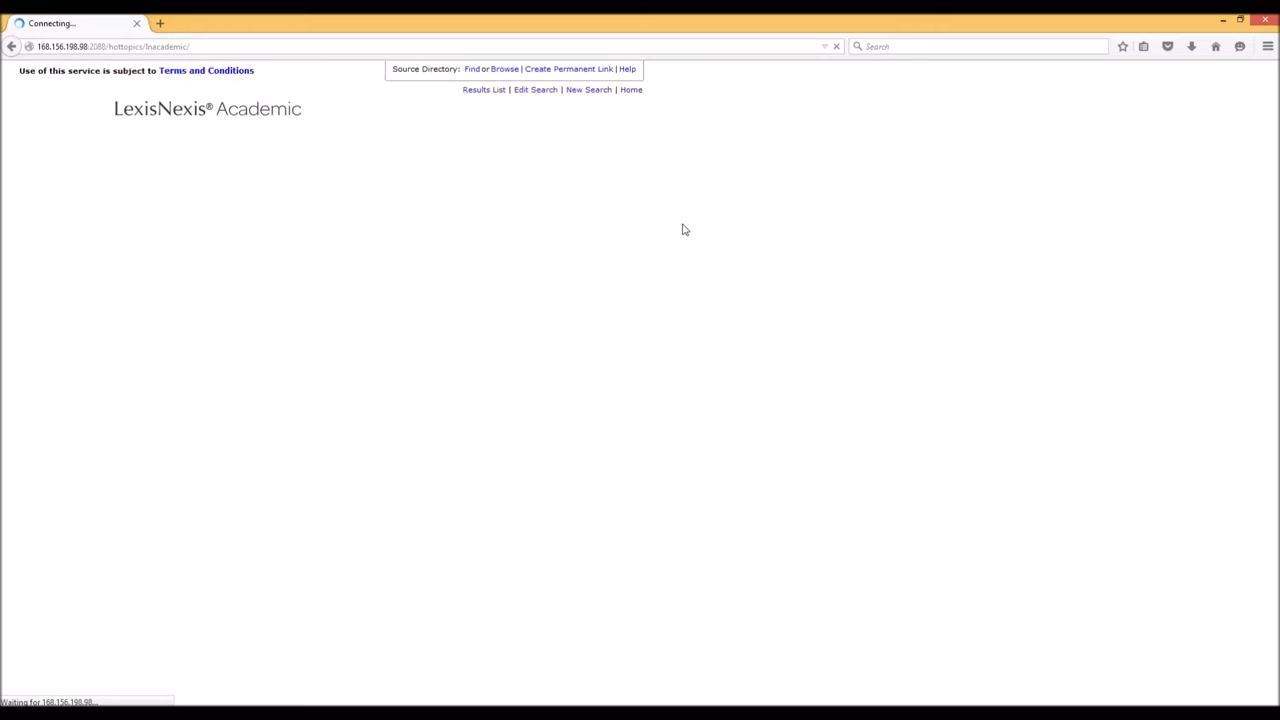 Connecting...
168.156.198.98:2088/hottopics/lnacademic/
Search
Use of this service is subject to Terms and Conditions
Source Directory: Find or Browse | Create Permanent Link | Help
Results List | Edit Search | New Search | Home
LexisNexis® Academic
Waiting for 168.156.198.98...